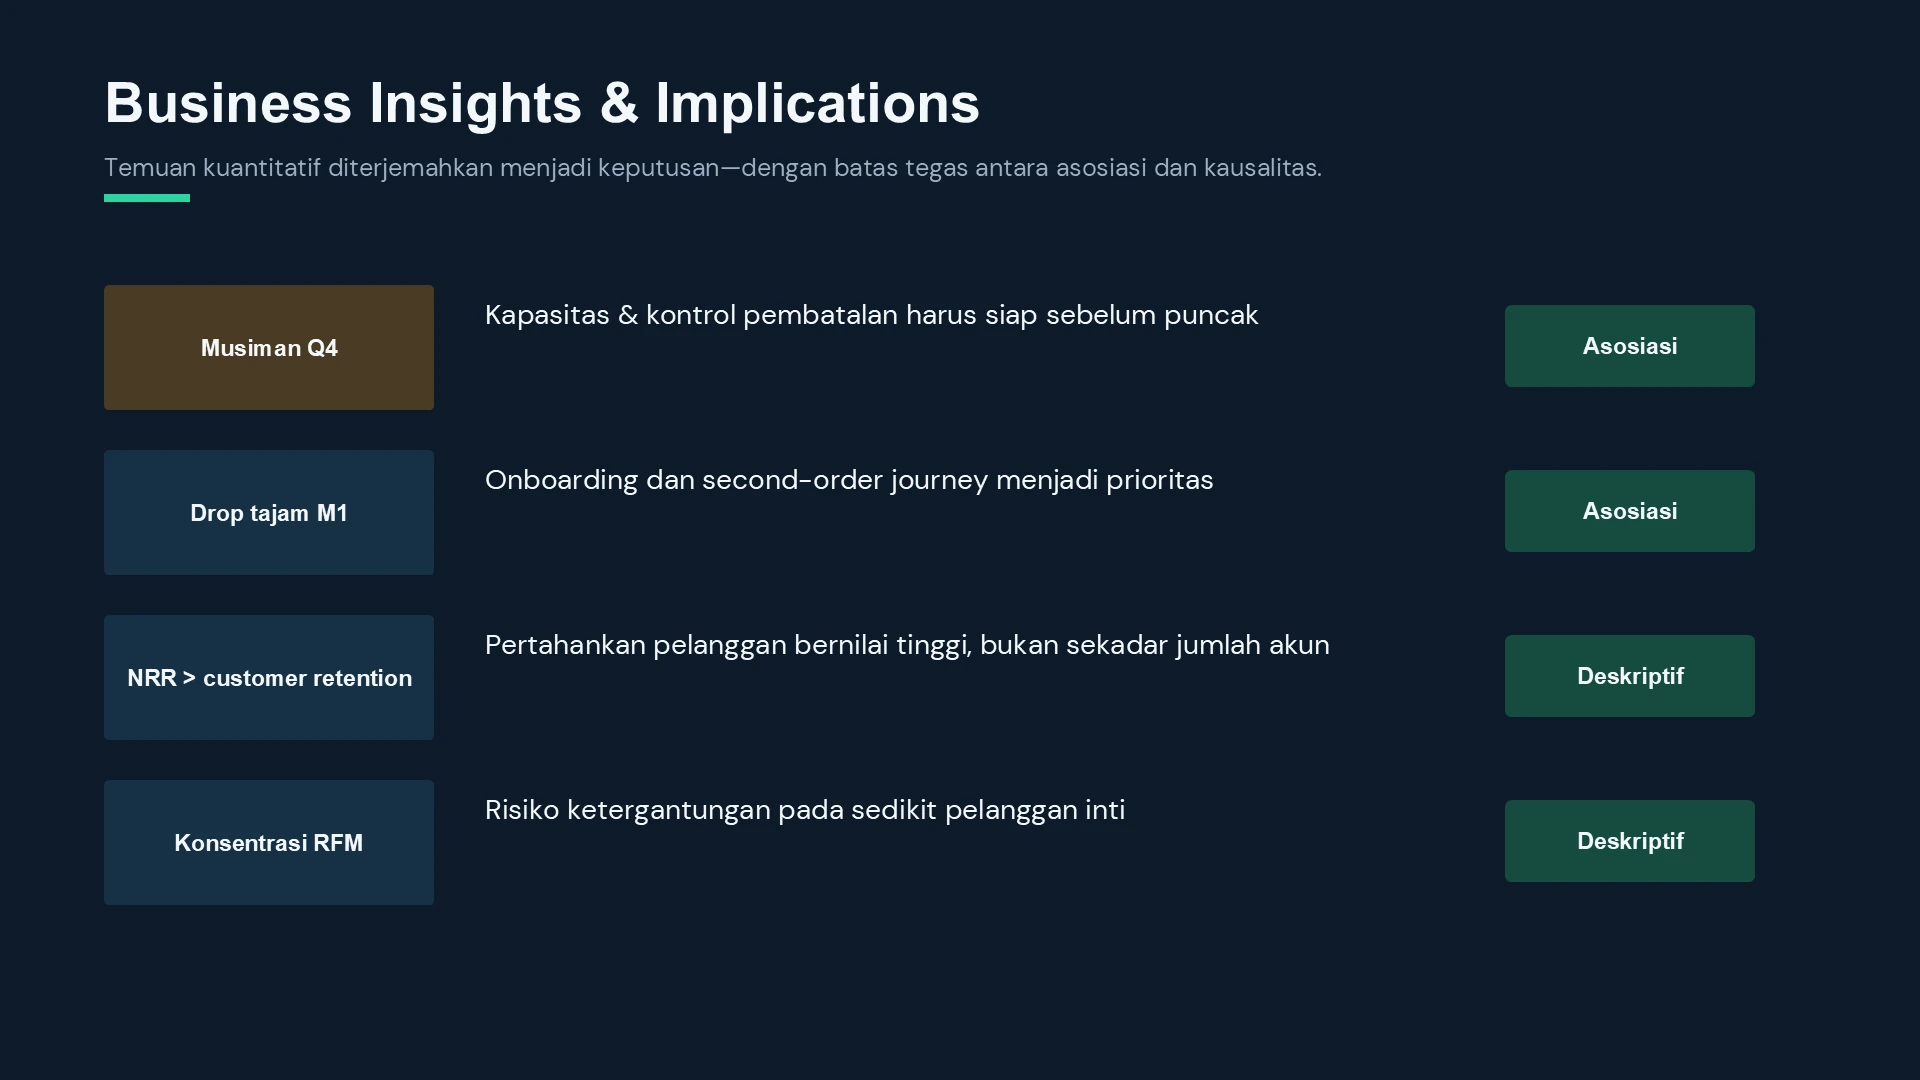 Business Insights & Implications
Temuan kuantitatif diterjemahkan menjadi keputusan—dengan batas tegas antara asosiasi dan kausalitas.
Musiman Q4
Kapasitas & kontrol pembatalan harus siap sebelum puncak
Asosiasi
Drop tajam M1
Onboarding dan second-order journey menjadi prioritas
Asosiasi
NRR > customer retention
Pertahankan pelanggan bernilai tinggi, bukan sekadar jumlah akun
Deskriptif
Konsentrasi RFM
Risiko ketergantungan pada sedikit pelanggan inti
Deskriptif